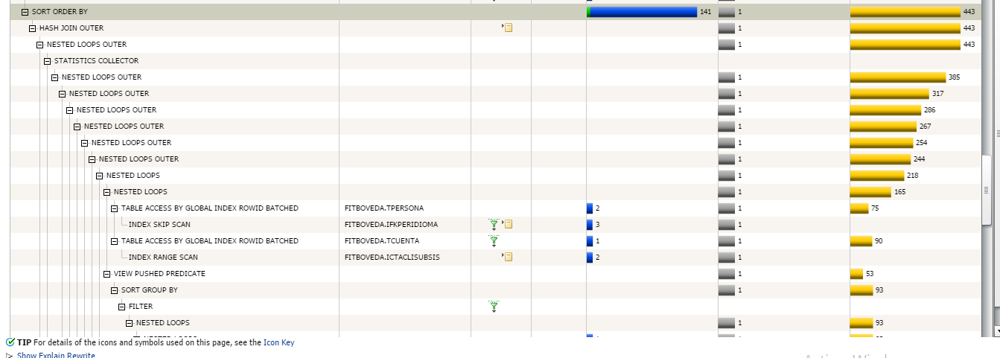 SORT ORDER BY 141 1 443
HASH JOIN OUTER 1 443
NESTED LOOPS OUTER 1 443
STATISTICS COLLECTOR
NESTED LOOPS OUTER 1 385
NESTED LOOPS OUTER 1 317
NESTED LOOPS OUTER 1 286
NESTED LOOPS OUTER 1 267
NESTED LOOPS OUTER 1 254
NESTED LOOPS OUTER 1 244
NESTED LOOPS 1 218
NESTED LOOPS 1 165
TABLE ACCESS BY GLOBAL INDEX ROWID BATCHED FITBOVEDA.TPERSONA 2 1 75
INDEX SKIP SCAN FITBOVEDA.IFKPERIDIOMA 3 1
TABLE ACCESS BY GLOBAL INDEX ROWID BATCHED FITBOVEDA.TCUENTA 1 1 90
INDEX RANGE SCAN FITBOVEDA.ICTACLISUBSIS 2 1
VIEW PUSHED PREDICATE 1 53
SORT GROUP BY 1 93
FILTER
NESTED LOOPS 1 93
TIP For details of the icons and symbols used on this page, see the Icon Key
Show Explain Rewrite